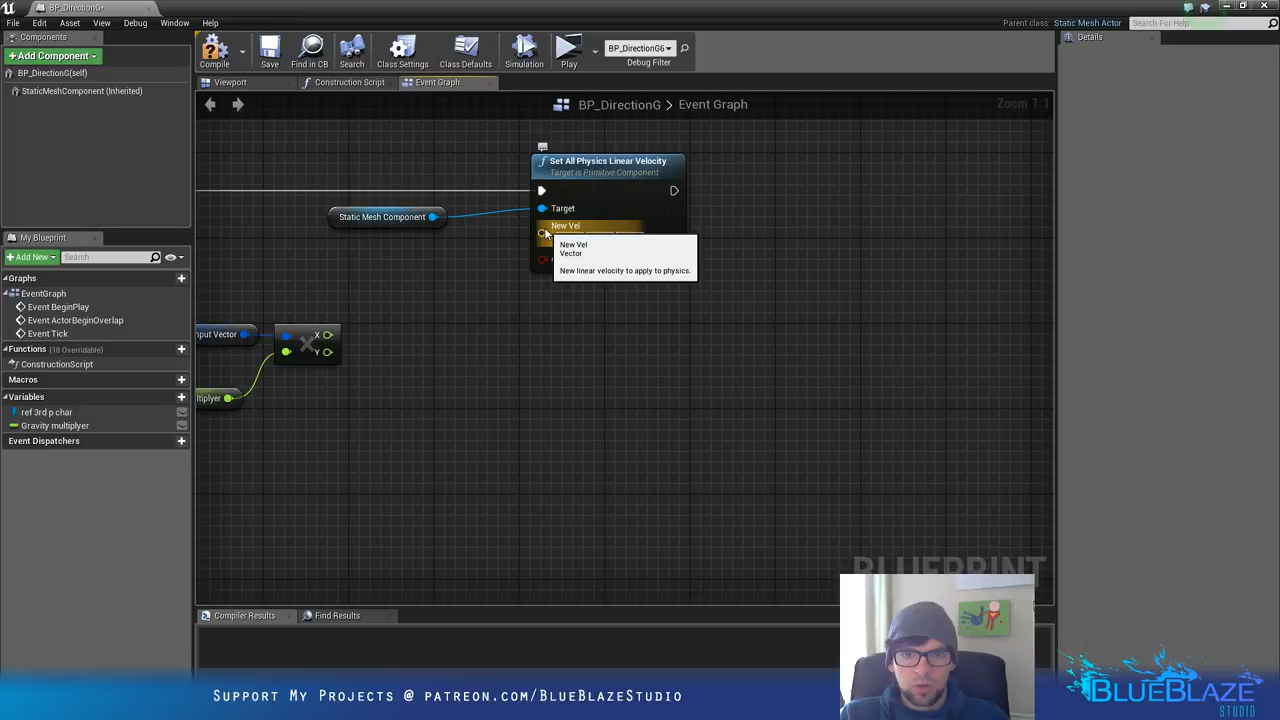 BP_DirectionG*
File Edit Asset View Debug Window Help
Parent class: Static Mesh Actor
Search For Help
Components
+ Add Component
BP_DirectionG(self)
StaticMeshComponent (Inherited)
Compile
Save
Find in CB
Search
Class Settings
Class Defaults
Simulation
Play
BP_DirectionG6
Debug Filter
Details
Viewport
Construction Script
Event Graph
BP_DirectionG > Event Graph
Zoom 1:1
Set All Physics Linear Velocity
Target is Primitive Component
Static Mesh Component
Target
New Vel
New Vel
Vector
New linear velocity to apply to physics.
My Blueprint
+ Add New
Search
Graphs
EventGraph
Event BeginPlay
Event ActorBeginOverlap
Event Tick
Functions (18 Overridable)
ConstructionScript
Macros
Variables
ref 3rd p char
Gravity multiplyer
Event Dispatchers
nput Vector
X
Y
ltiplyer
BLUEPRINT
Compiler Results
Find Results
Support My Projects @ patreon.com/BlueBlazeStudio
BlueBlaze
Studio